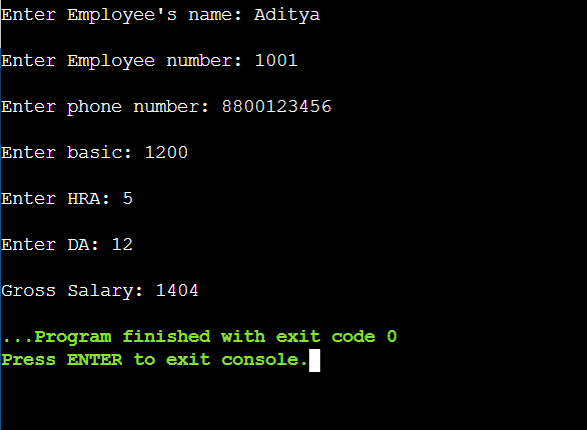 Enter Employee's name: Aditya
Enter Employee number: 1001
Enter phone number: 8800123456
Enter basic: 1200
Enter HRA: 5
Enter DA: 12
Gross Salary: 1404
...Program finished with exit code 0
Press ENTER to exit console.